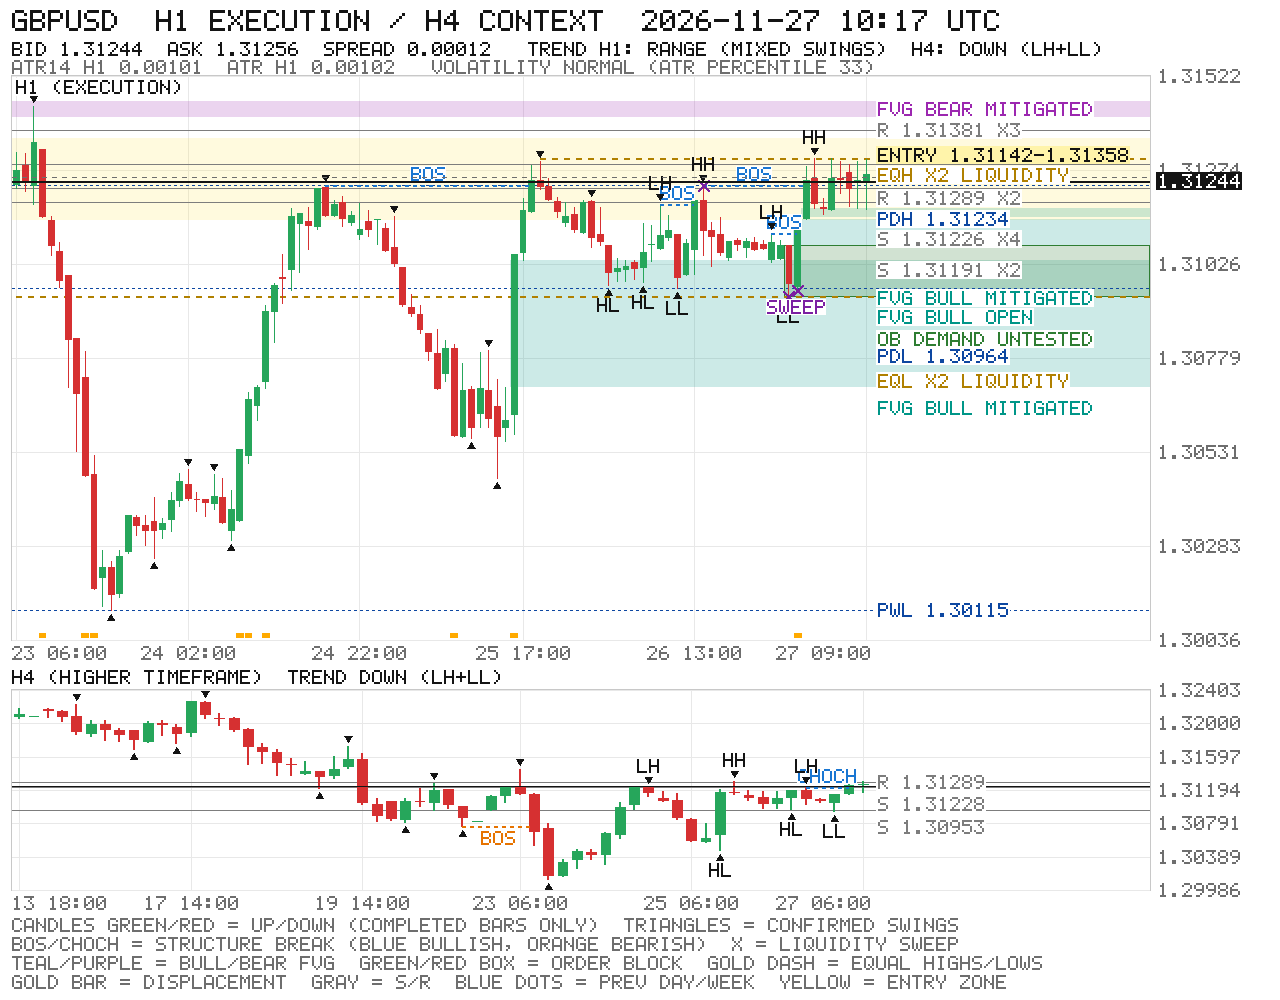 GBPUSD  H1 EXECUTION / H4 CONTEXT  2026-11-27 10:17 UTC
BID 1.31244  ASK 1.31256  SPREAD 0.00012  TREND H1: RANGE (MIXED SWINGS)  H4: DOWN (LH+LL)
ATR14 H1 0.00101  ATR H1 0.00102  VOLATILITY NORMAL (ATR PERCENTILE 33)
1.31522
H1 (EXECUTION)
FVG BEAR MITIGATED
R 1.31381 X3
HH
ENTRY 1.31142-1.31358
HH
1.31274
BOS
BOS
EQH X2 LIQUIDITY
1.31244
LH
BOS
R 1.31289 X2
LH
BOS
PDH 1.31234
S 1.31226 X4
1.31026
S 1.31191 X2
HL
HL
LL
SWEEP
LL
FVG BULL MITIGATED
FVG BULL OPEN
OB DEMAND UNTESTED
PDL 1.30964
1.30779
EQL X2 LIQUIDITY
FVG BULL MITIGATED
1.30531
1.30283
PWL 1.30115
1.30036
23 06:00  24 02:00  24 22:00  25 17:00  26 13:00  27 09:00
H4 (HIGHER TIMEFRAME)  TREND DOWN (LH+LL)
1.32403
1.32000
1.31597
LH
HH
LH
CHOCH
R 1.31289
1.31194
S 1.31228
BOS
HL
LL
S 1.30953
1.30791
HL
1.30389
1.29986
13 18:00  17 14:00  19 14:00  23 06:00  25 06:00  27 06:00
CANDLES GREEN/RED = UP/DOWN (COMPLETED BARS ONLY)  TRIANGLES = CONFIRMED SWINGS
BOS/CHOCH = STRUCTURE BREAK (BLUE BULLISH, ORANGE BEARISH)  X = LIQUIDITY SWEEP
TEAL/PURPLE = BULL/BEAR FVG  GREEN/RED BOX = ORDER BLOCK  GOLD DASH = EQUAL HIGHS/LOWS
GOLD BAR = DISPLACEMENT  GRAY = S/R  BLUE DOTS = PREV DAY/WEEK  YELLOW = ENTRY ZONE